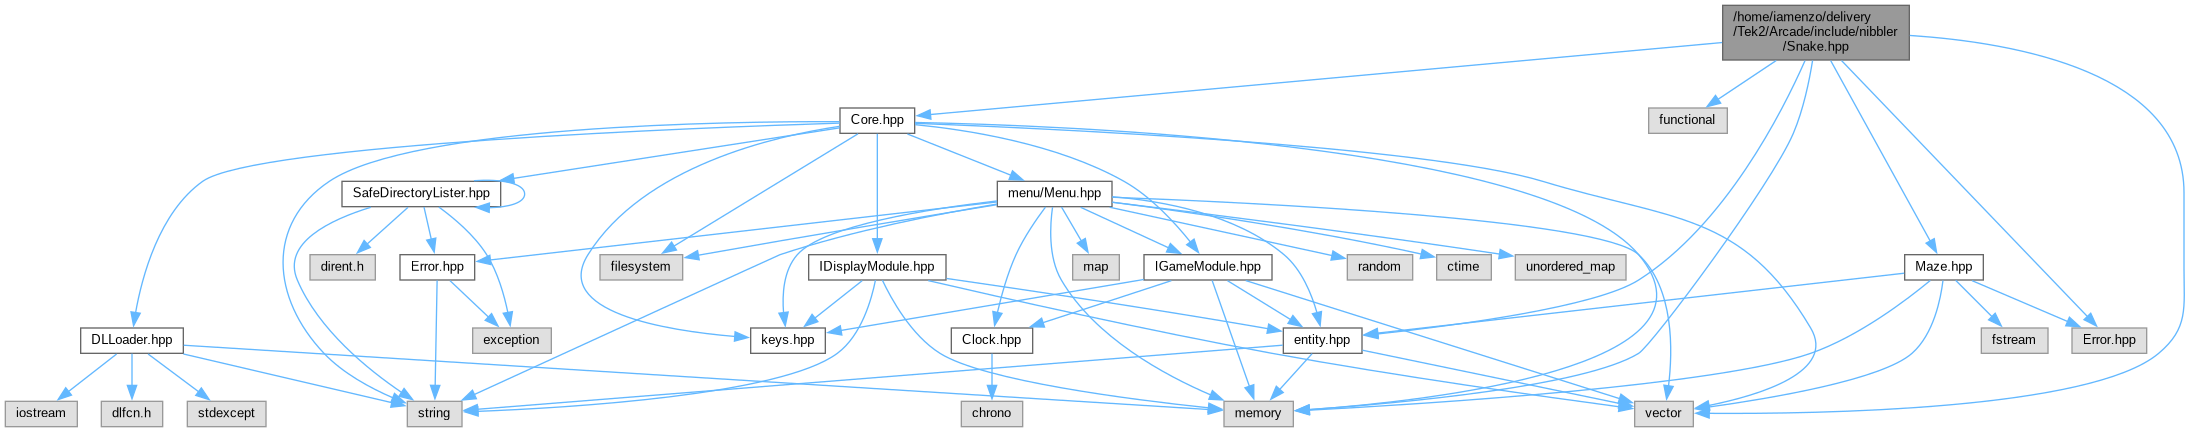 /home/iamenzo/delivery
/Tek2/Arcade/include/nibbler
/Snake.hpp
Core.hpp
functional
SafeDirectoryLister.hpp
menu/Menu.hpp
dirent.h
Error.hpp
filesystem
IDisplayModule.hpp
map
IGameModule.hpp
random
ctime
unordered_map
Maze.hpp
DLLoader.hpp
exception
keys.hpp
Clock.hpp
entity.hpp
fstream
Error.hpp
iostream
dlfcn.h
stdexcept
string
chrono
memory
vector